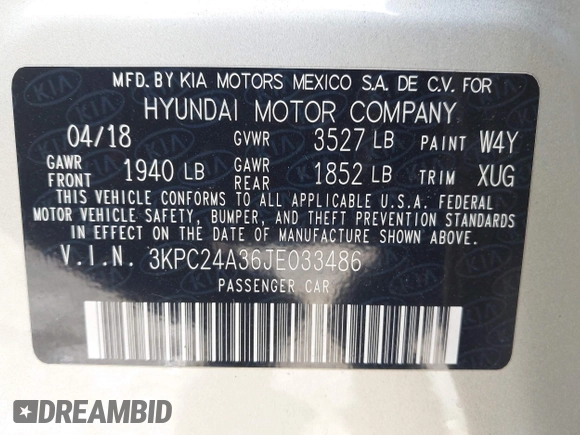 MFD. BY KIA MOTORS MEXICO S.A. DE C.V. FOR
HYUNDAI MOTOR COMPANY
04/18 GVWR 3527 LB PAINT W4Y
GAWR FRONT 1940 LB GAWR REAR 1852 LB TRIM XUG
THIS VEHICLE CONFORMS TO ALL APPLICABLE U.S.A. FEDERAL
MOTOR VEHICLE SAFETY, BUMPER, AND THEFT PREVENTION STANDARDS
IN EFFECT ON THE DATE OF MANUFACTURE SHOWN ABOVE.
V.I.N. 3KPC24A36JE033486
PASSENGER CAR
DREAMBID